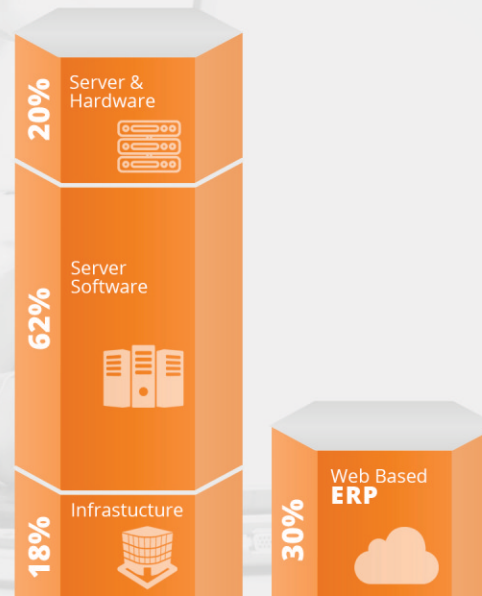 20%
Server &
Hardware
62%
Server
Software
18%
Infrastucture
30%
Web Based
ERP